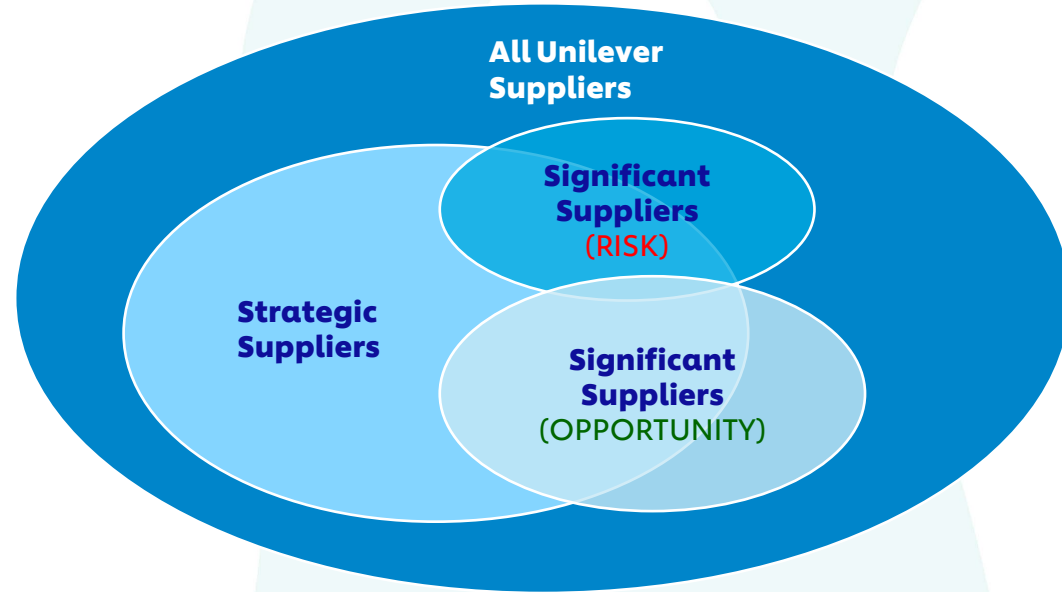 All Unilever
Suppliers
Significant
Suppliers
(RISK)
Strategic
Suppliers
Significant
Suppliers
(OPPORTUNITY)